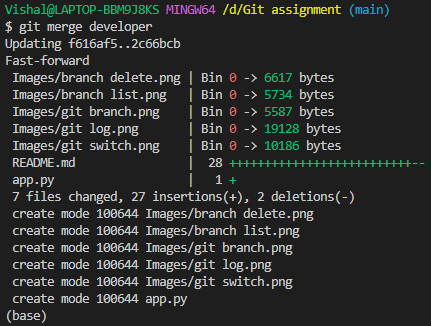 Vishal@LAPTOP-BBM9J8KS MINGW64 /d/Git assignment (main)
$ git merge developer
Updating f616af5..2c66bcb
Fast-forward
 Images/branch delete.png | Bin 0 -> 6617 bytes
 Images/branch list.png   | Bin 0 -> 5734 bytes
 Images/git branch.png    | Bin 0 -> 5587 bytes
 Images/git log.png       | Bin 0 -> 19128 bytes
 Images/git switch.png    | Bin 0 -> 10186 bytes
 README.md                |  28 ++++++++++++++++++++++++++--
 app.py                   |   1 +
 7 files changed, 27 insertions(+), 2 deletions(-)
 create mode 100644 Images/branch delete.png
 create mode 100644 Images/branch list.png
 create mode 100644 Images/git branch.png
 create mode 100644 Images/git log.png
 create mode 100644 Images/git switch.png
 create mode 100644 app.py
(base)